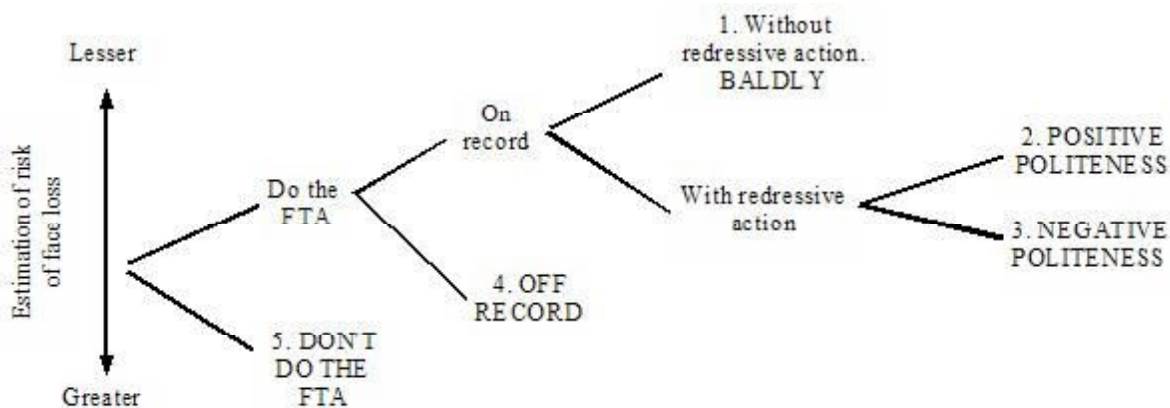 Lesser
Estimation of risk
of face loss
Greater
Do the
FTA
5. DON'T
DO THE
FTA
On
record
4. OFF
RECORD
1. Without
redressive action.
BALDLY
With redressive
action
2. POSITIVE
POLITENESS
3. NEGATIVE
POLITENESS